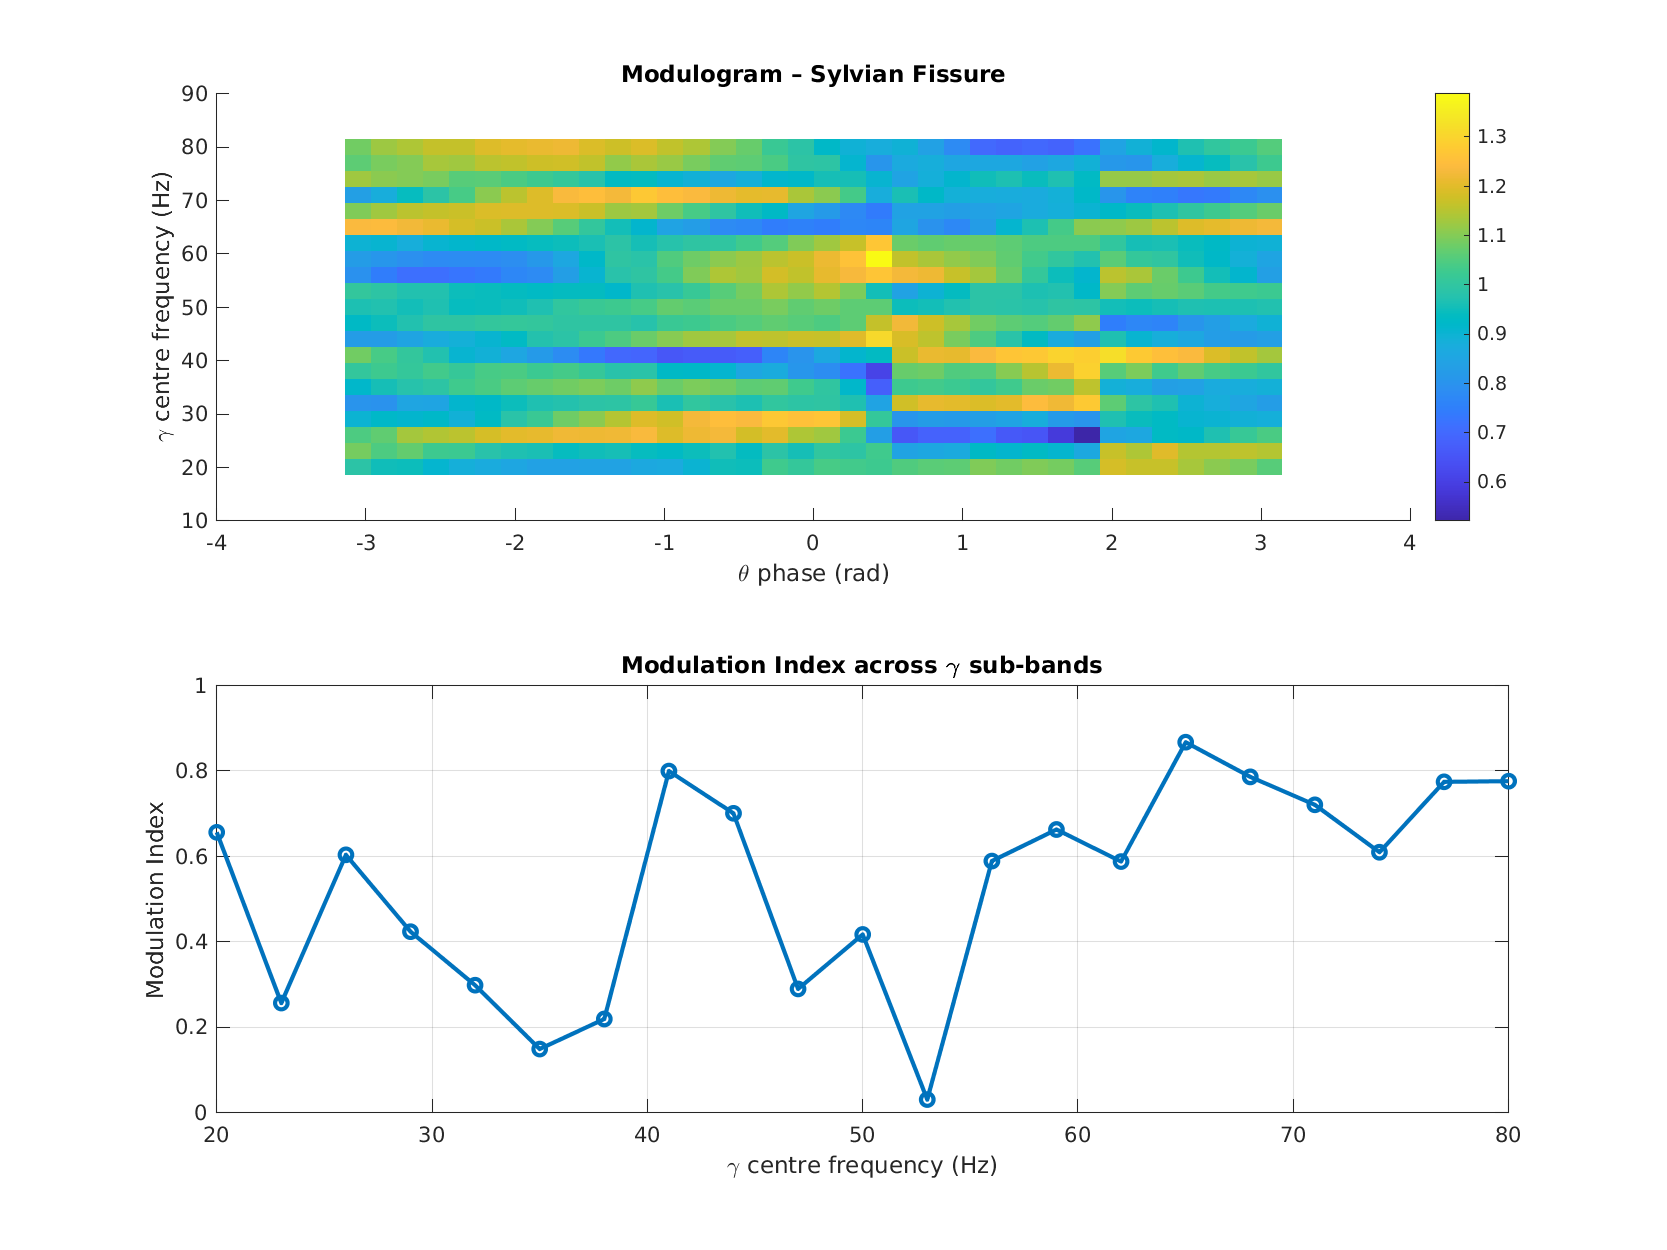 Modulogram – Sylvian Fissure
90
80
70
60
50
40
30
20
10
γ centre frequency (Hz)
-4 -3 -2 -1 0 1 2 3 4
θ phase (rad)
1.3
1.2
1.1
1
0.9
0.8
0.7
0.6
Modulation Index across γ sub-bands
1
0.8
0.6
0.4
0.2
0
Modulation Index
20 30 40 50 60 70 80
γ centre frequency (Hz)